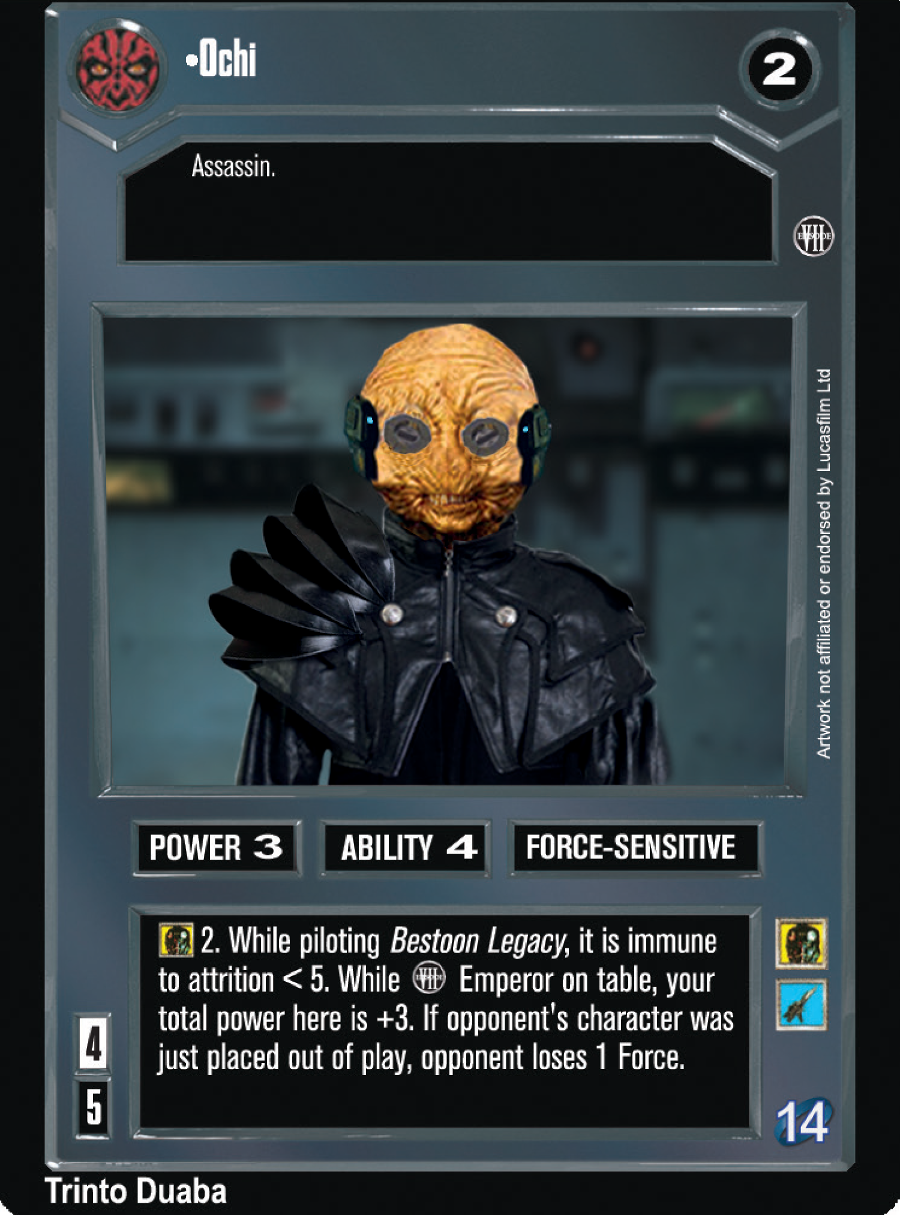 •Ochi
2
Assassin.
EPISODE VII
Artwork not affiliated or endorsed by Lucasfilm Ltd
POWER 3
ABILITY 4
FORCE-SENSITIVE
2. While piloting Bestoon Legacy, it is immune
to attrition < 5. While EPISODE VII Emperor on table, your
total power here is +3. If opponent's character was
just placed out of play, opponent loses 1 Force.
4
5
14
Trinto Duaba